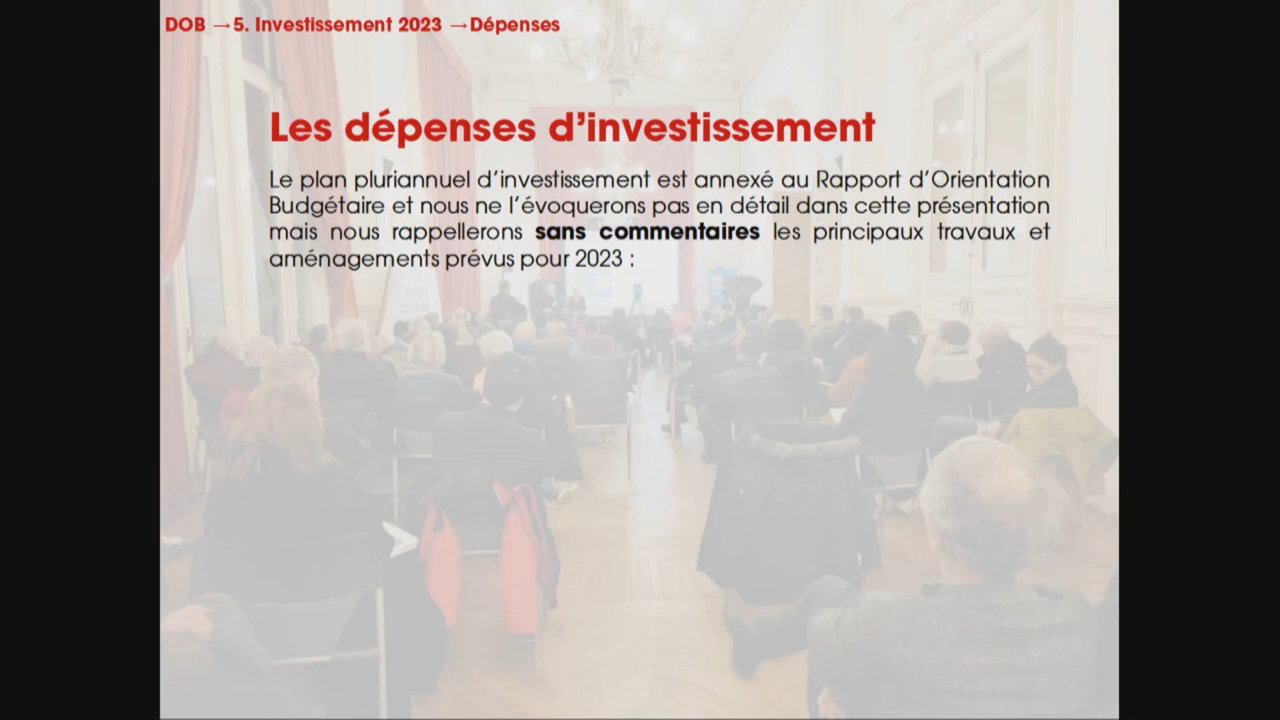 DOB →5. Investissement 2023 →Dépenses
Les dépenses d’investissement
Le plan pluriannuel d’investissement est annexé au Rapport d’Orientation
Budgétaire et nous ne l’évoquerons pas en détail dans cette présentation
mais nous rappellerons sans commentaires les principaux travaux et
aménagements prévus pour 2023 :